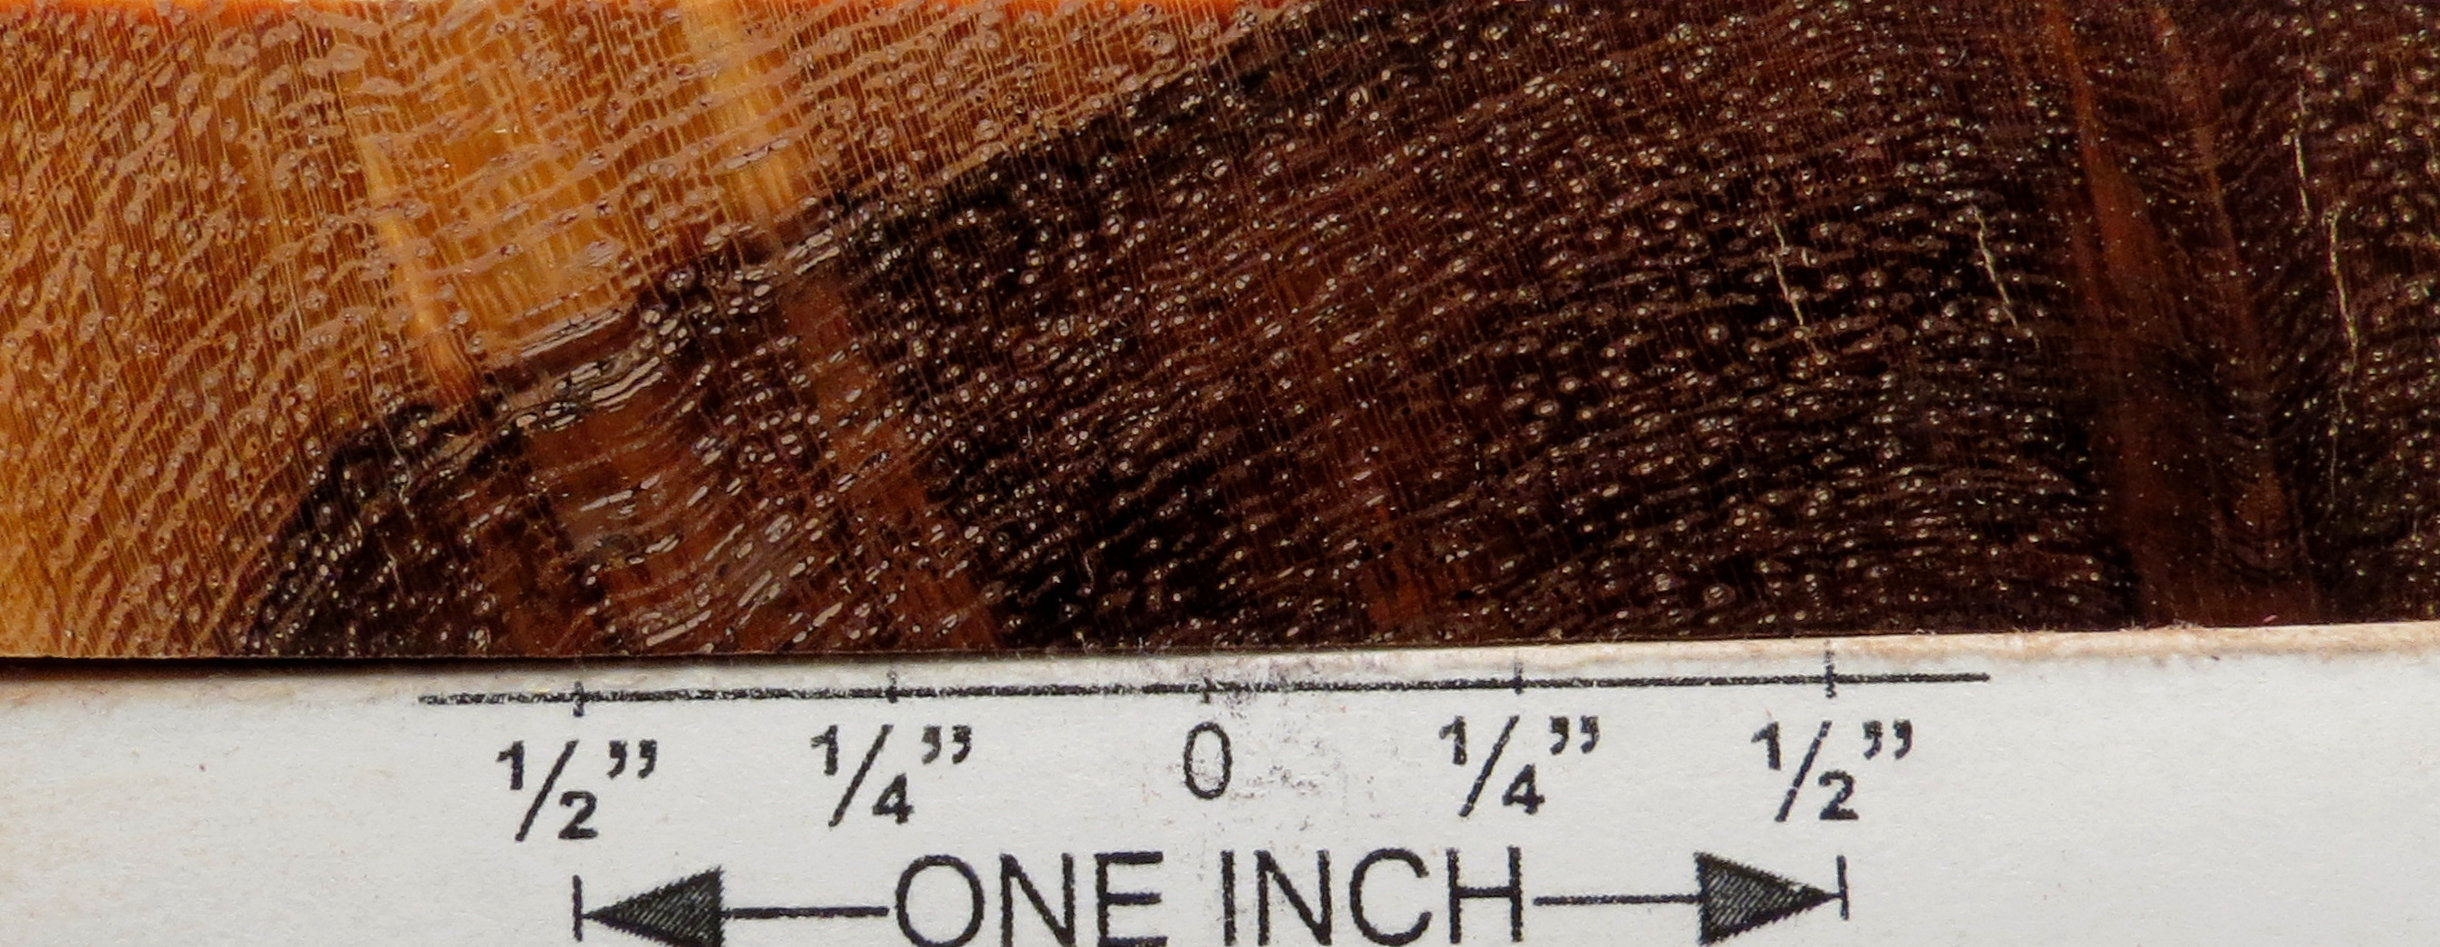 1/2” 1/4” 0 1/4” 1/2”
ONE INCH